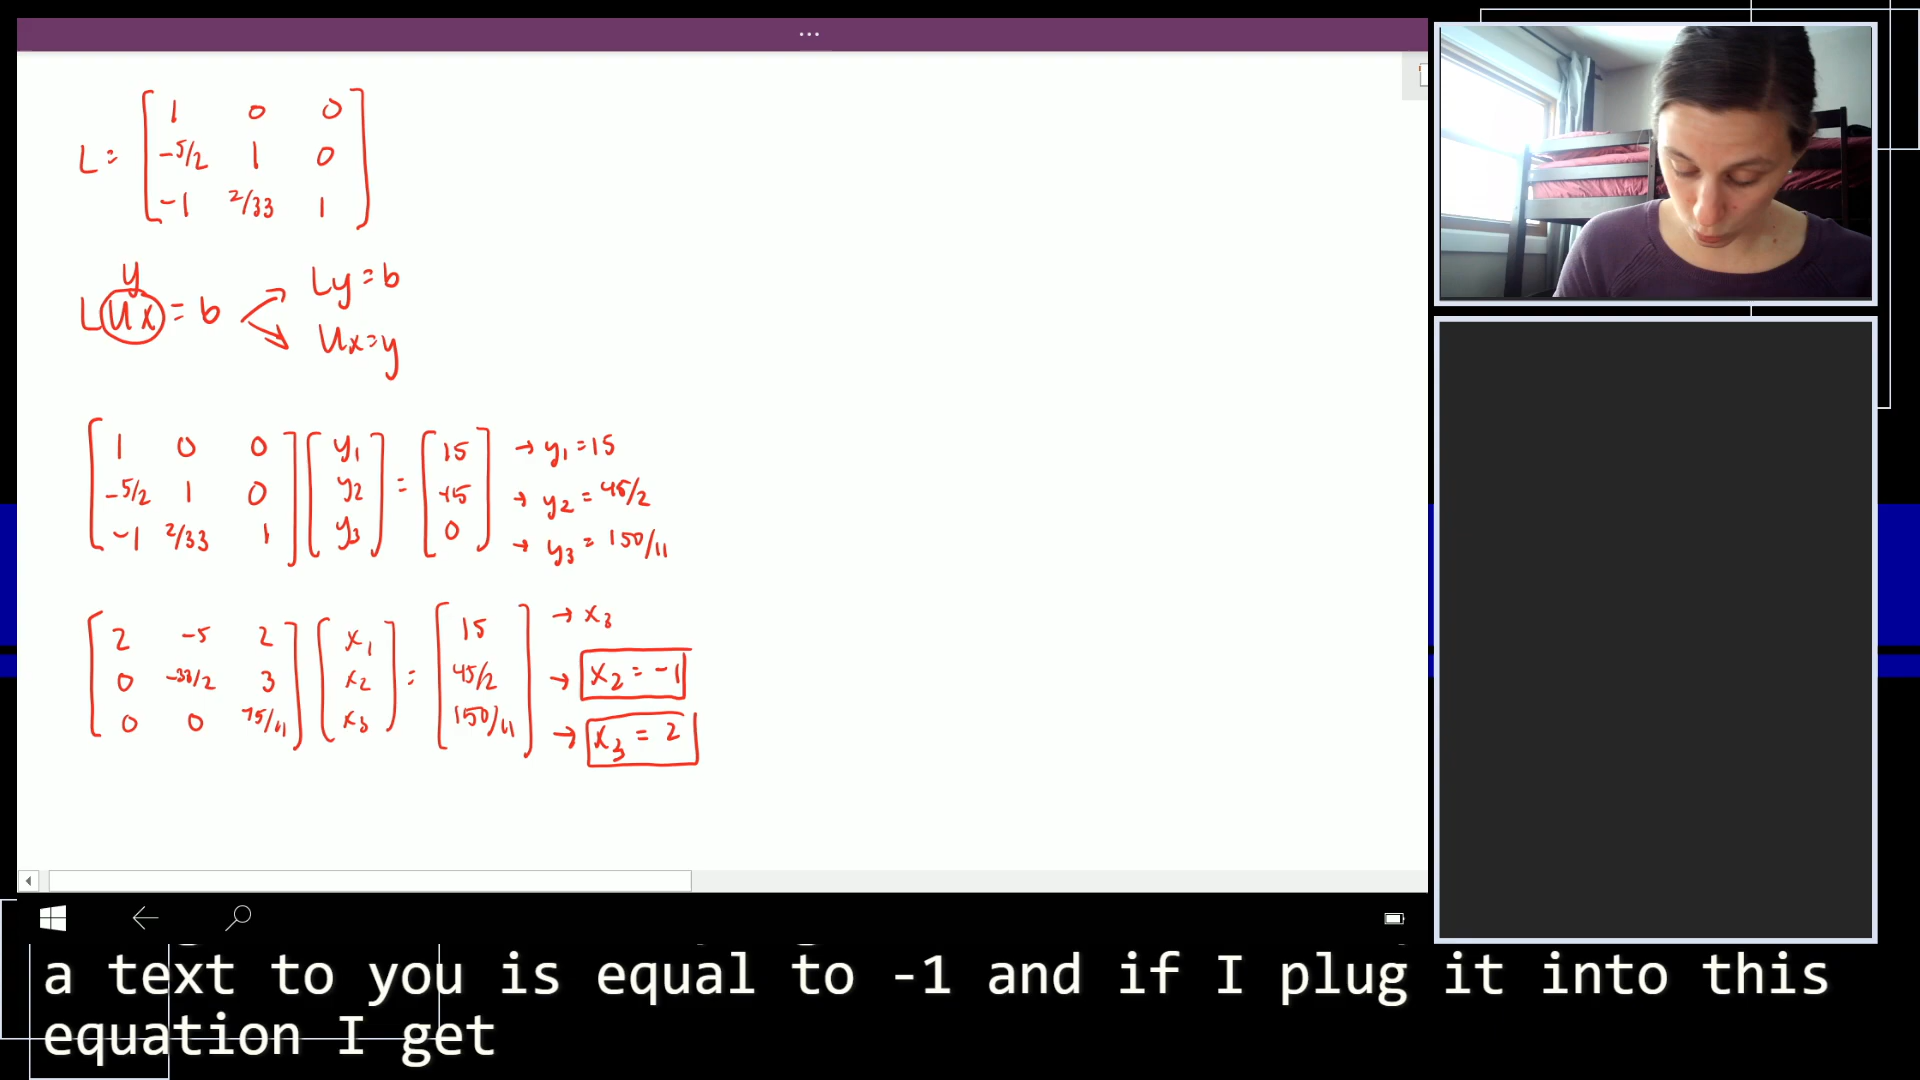 ...
L = [ 1 0 0
-5/2 1 0
-1 2/33 1 ]
y
L Ux = b
Ly = b
Ux = y
[ 1 0 0 ] [ y1 ] = [ 15 ] → y1 = 15
[ -5/2 1 0 ] [ y2 ] = [ -15 ] → y2 = 45/2
[ -1 2/33 1 ] [ y3 ] = [ 0 ] → y3 = 150/11
[ 2 -5 2 ] [ x1 ] = [ 15 ] → x3
[ 0 -33/2 3 ] [ x2 ] = [ 45/2 ] → x2 = -1
[ 0 0 75/11 ] [ x3 ] = [ 150/11 ] → x3 = 2
a text to you is equal to -1 and if I plug it into this
equation I get